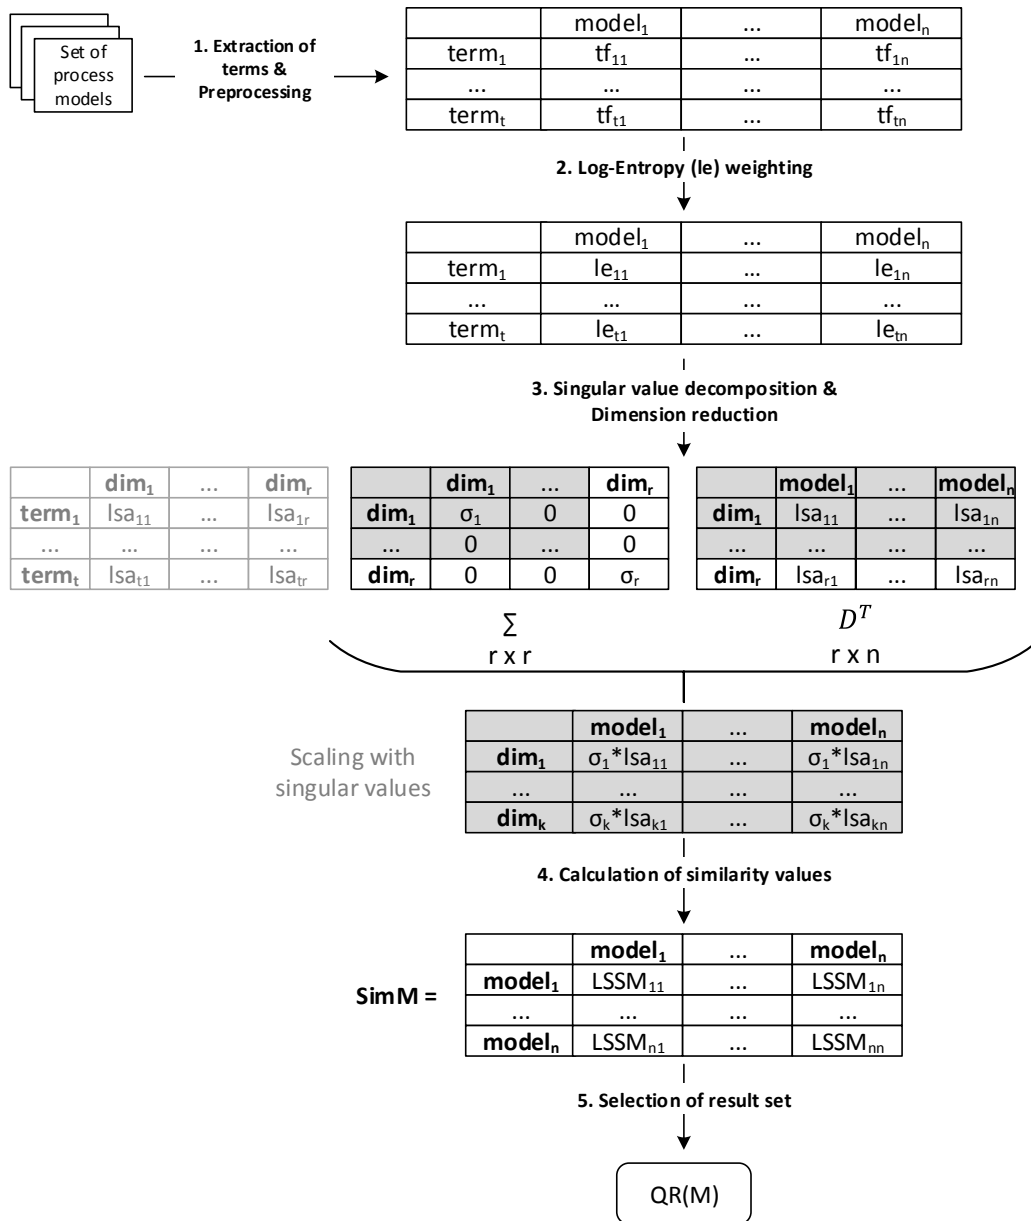 Set of
process
models
1. Extraction of
terms &
Preprocessing
model₁ ... modelₙ
term₁ tf₁₁ ... tf₁ₙ
... ... ... ...
termₜ tfₜ₁ ... tfₜₙ
2. Log-Entropy (le) weighting
model₁ ... modelₙ
term₁ le₁₁ ... le₁ₙ
... ... ... ...
termₜ leₜ₁ ... leₜₙ
3. Singular value decomposition &
Dimension reduction
dim₁ ... dimᵣ
term₁ lsa₁₁ ... lsa₁ᵣ
... ... ... ...
termₜ lsaₜ₁ ... lsaₜᵣ
dim₁ ... dimᵣ
dim₁ σ₁ 0 0
... 0 ... 0
dimᵣ 0 0 σᵣ
∑
r x r
model₁ ... modelₙ
dim₁ lsa₁₁ ... lsa₁ₙ
... ... ... ...
dimᵣ lsaᵣ₁ ... lsaᵣₙ
Dᵀ
r x n
Scaling with
singular values
model₁ ... modelₙ
dim₁ σ₁*lsa₁₁ ... σ₁*lsa₁ₙ
... ... ... ...
dimₖ σₖ*lsaₖ₁ ... σₖ*lsaₖₙ
4. Calculation of similarity values
SimM =
model₁ ... modelₙ
model₁ LSSM₁₁ ... LSSM₁ₙ
... ... ... ...
modelₙ LSSMₙ₁ ... LSSMₙₙ
5. Selection of result set
QR(M)